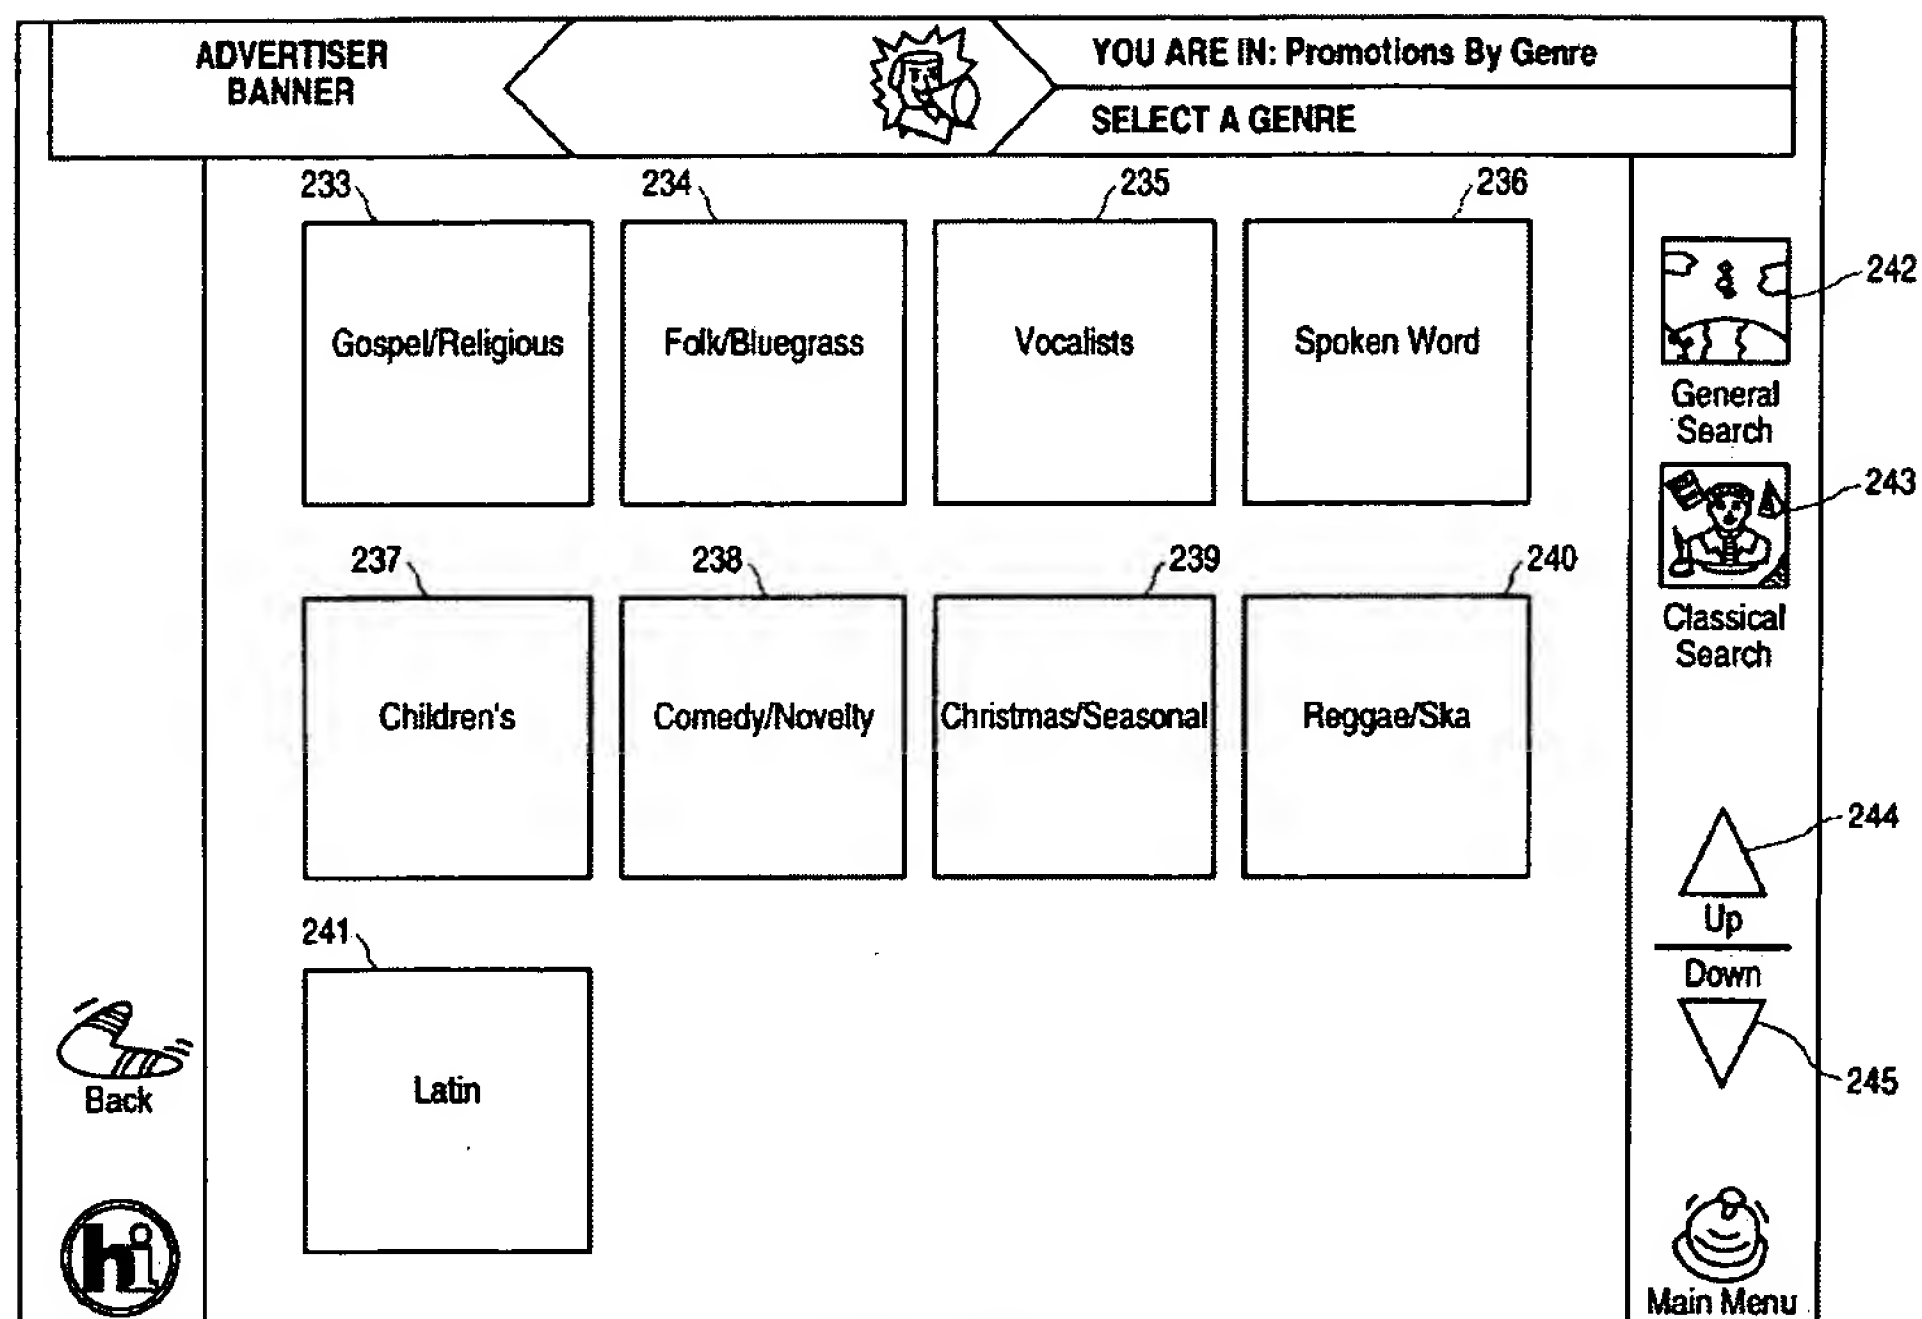 ADVERTISER
BANNER
YOU ARE IN: Promotions By Genre
SELECT A GENRE
233
234
235
236
Gospel/Religious
Folk/Bluegrass
Vocalists
Spoken Word
242
General
Search
243
Classical
Search
237
238
239
240
Children's
Comedy/Novelty
Christmas/Seasonal
Reggae/Ska
244
Up
Down
245
241
Latin
Back
hi
Main Menu